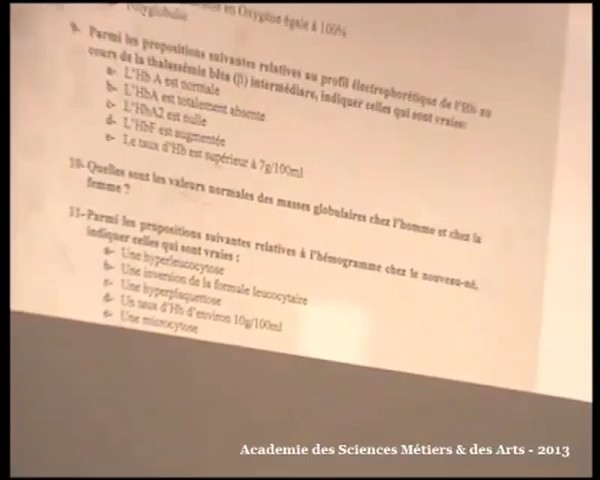 Polyglobulie
en Oxygène égale à 100%
9- Parmi les propositions suivantes relatives au profil électrophorétique de l'Hb au
cours de la thalassémie bêta (β) intermédiaire, indiquer celles qui sont vraies:
a- L'Hb A est normale
b- L'HbA est totalement absente
c- L'HbA2 est nulle
d- L'HbF est augmentée
e- Le taux d'Hb est supérieur à 7g/100ml
10- Quelles sont les valeurs normales des masses globulaires chez l'homme et chez la
femme ?
11- Parmi les propositions suivantes relatives à l'hémogramme chez le nouveau-né,
indiquer celles qui sont vraies :
a- Une hyperleucocytose
b- Une inversion de la formule leucocytaire
c- Une hyperplaquettose
d- Un taux d'Hb d'environ 10g/100ml
e- Une microcytose
Academie des Sciences Métiers & des Arts - 2013